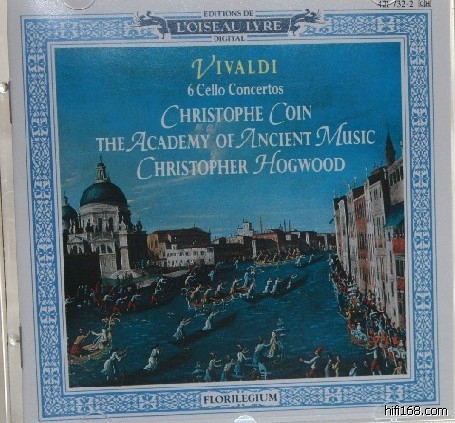 EDITIONS DE
L'OISEAU-LYRE
DIGITAL
VIVALDI
6 Cello Concertos
CHRISTOPHE COIN
THE ACADEMY OF ANCIENT MUSIC
CHRISTOPHER HOGWOOD
FLORILEGIUM
hifi168.com